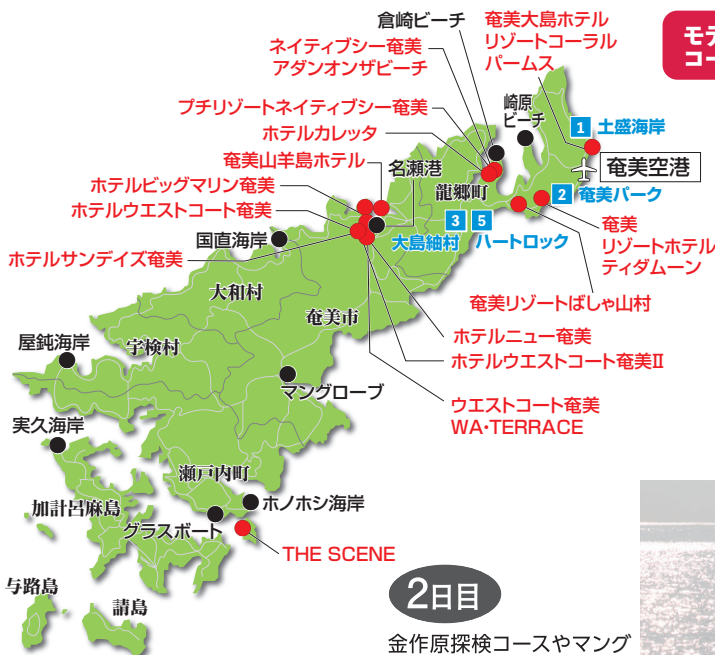 倉崎ビーチ
ネイティブシー奄美
アダンオンザビーチ
奄美大島ホテル
リゾートコーラル
パームス
プチリゾートネイティブシー奄美
ホテルカレッタ
奄美山羊島ホテル
ホテルビッグマリン奄美
ホテルウエストコート奄美
国直海岸
ホテルサンデイズ奄美
名瀬港
崎原
ビーチ
1 土盛海岸
奄美空港
龍郷町
2 奄美パーク
3 5
大島紬村
ハートロック
奄美
リゾートホテル
ティダムーン
奄美リゾートばしゃ山村
大和村
奄美市
ホテルニュー奄美
宇検村
ホテルウエストコート奄美II
屋鈍海岸
マングローブ
ウエストコート奄美
WA・TERRACE
実久海岸
瀬戸内町
加計呂麻島
ホノホシ海岸
グラスボート
THE SCENE
与路島
請島
2日目
金作原探検コースやマング